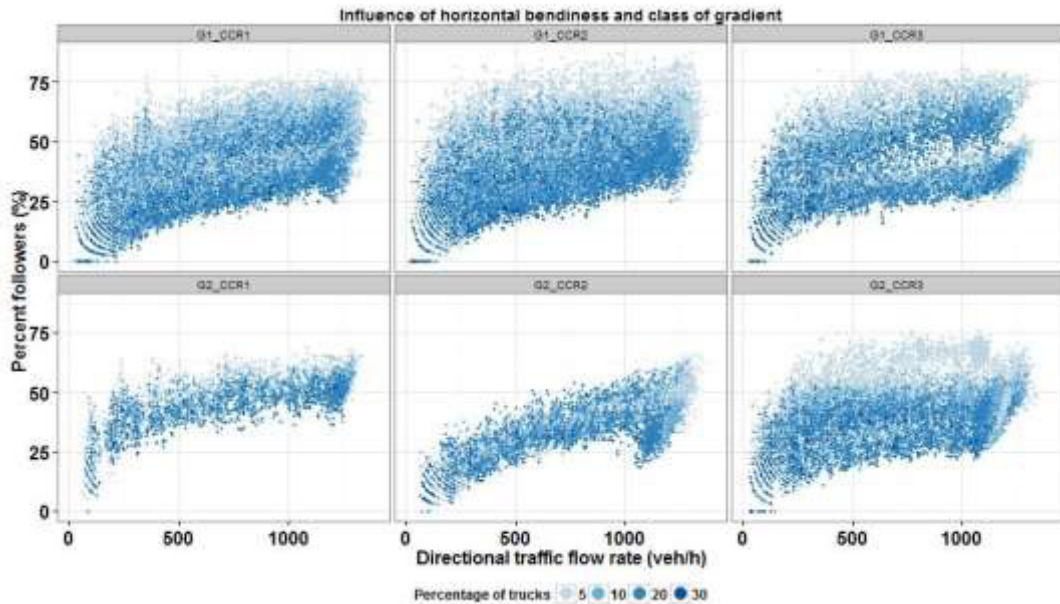 Influence of horizontal bendiness and class of gradient
G1_CCR1
G1_CCR2
G1_CCR3
75
50
25
0
G2_CCR1
G2_CCR2
G2_CCR3
75
50
25
0
Percent followers (%)
0 500 1000 0 500 1000 0 500 1000
Directional traffic flow rate (veh/h)
Percentage of trucks 5 10 20 30